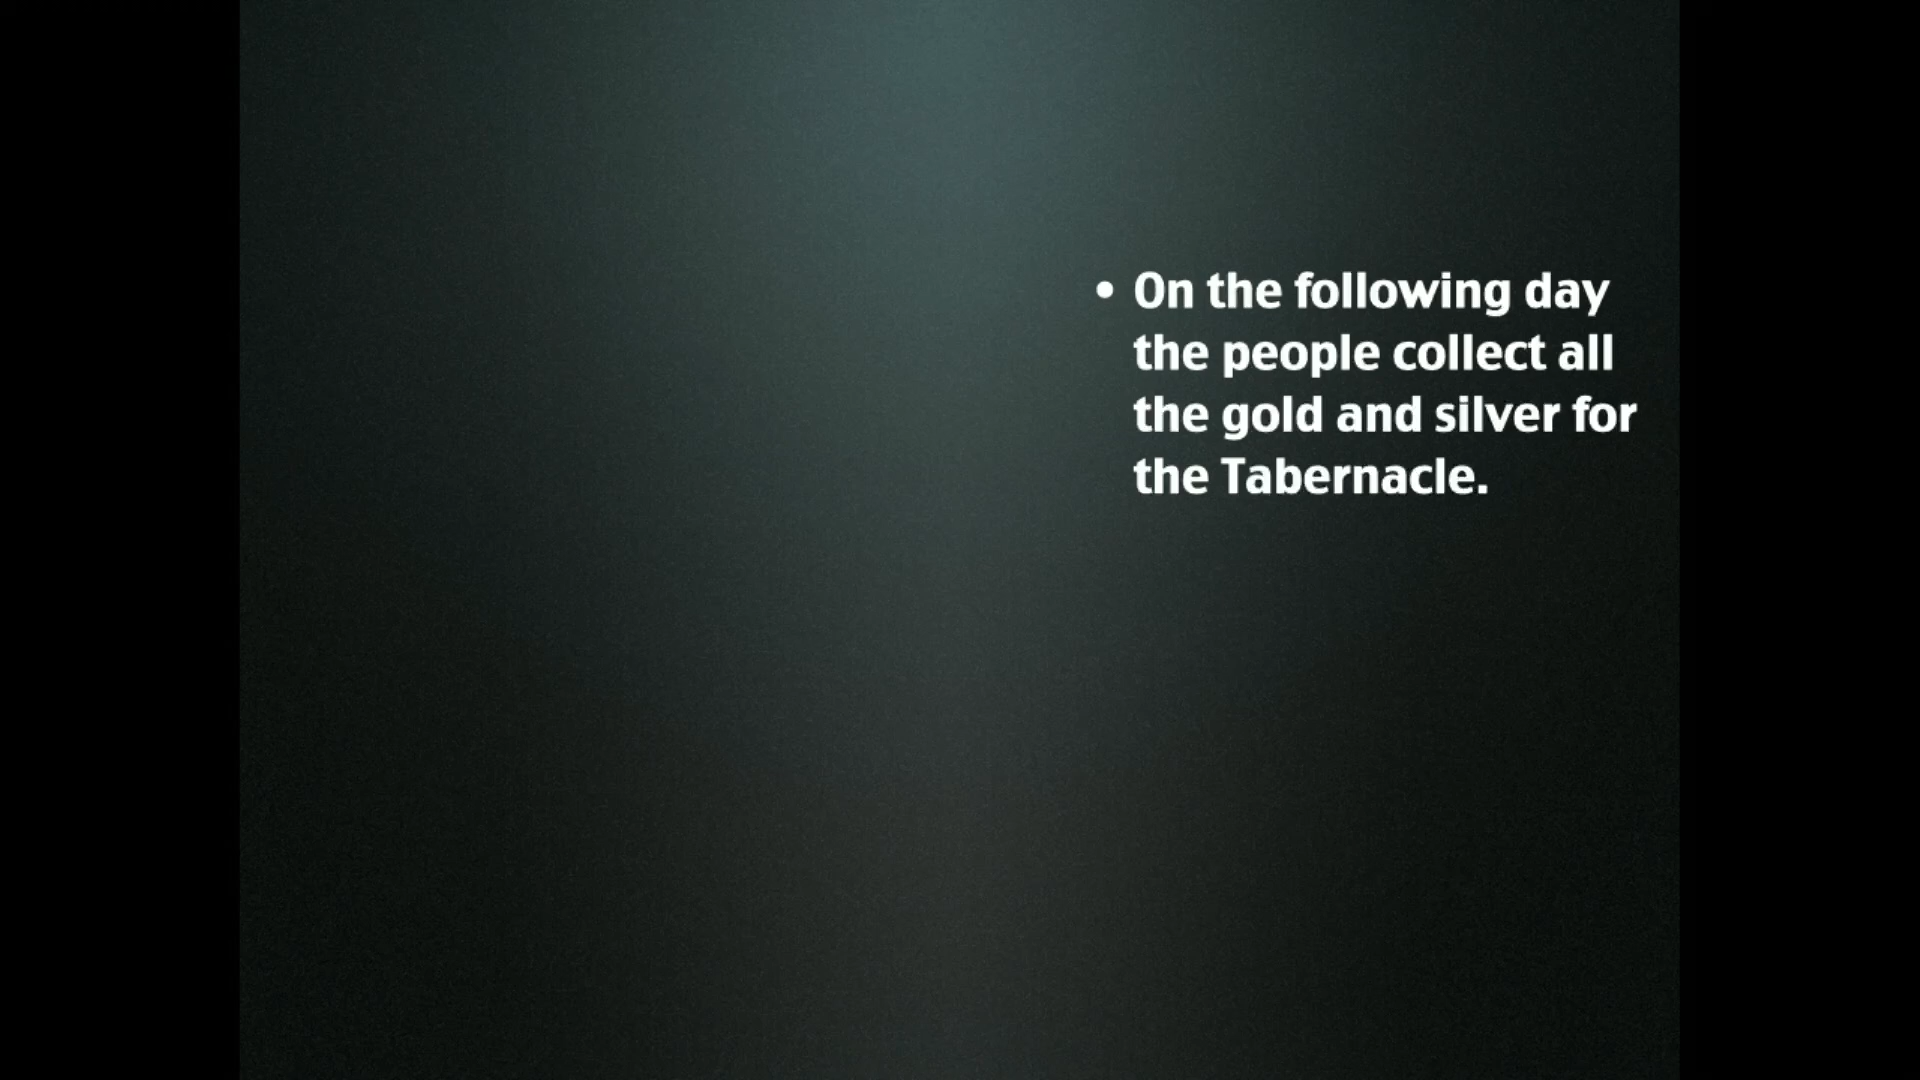 • On the following day
the people collect all
the gold and silver for
the Tabernacle.